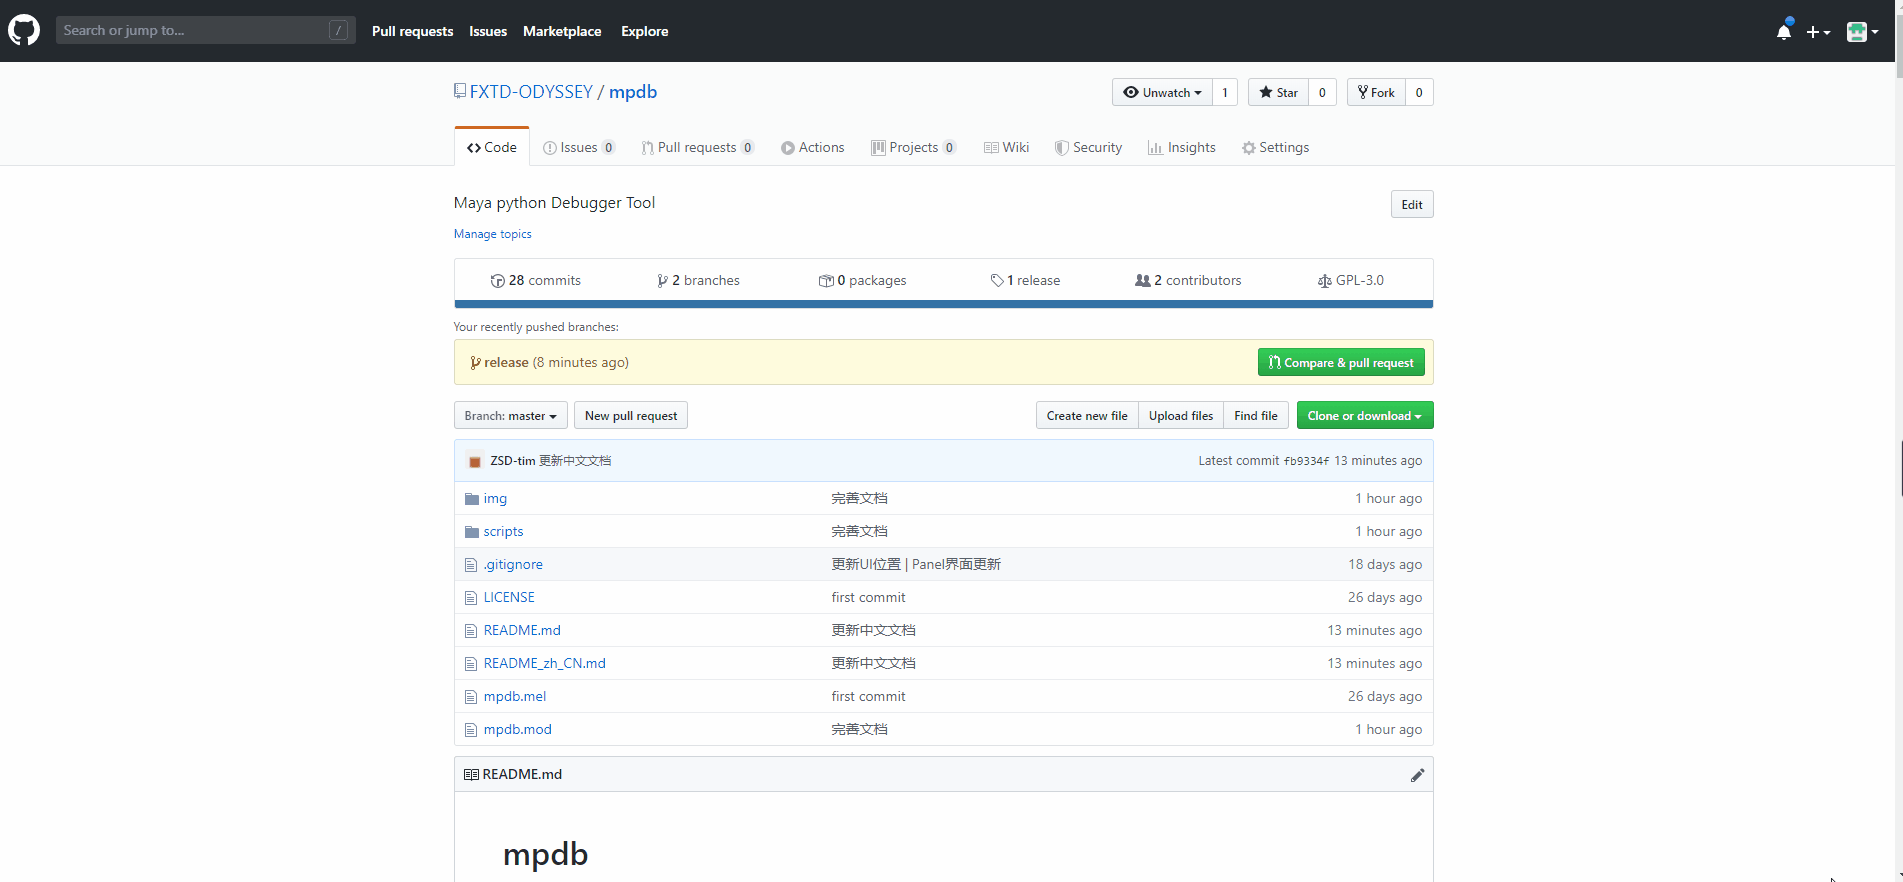 Search or jump to... / Pull requests Issues Marketplace Explore
FXTD-ODYSSEY / mpdb Unwatch 1 Star 0 Fork 0
Code Issues 0 Pull requests 0 Actions Projects 0 Wiki Security Insights Settings
Maya python Debugger Tool Edit
Manage topics
28 commits 2 branches 0 packages 1 release 2 contributors GPL-3.0
Your recently pushed branches:
release (8 minutes ago) Compare & pull request
Branch: master New pull request Create new file Upload files Find file Clone or download
ZSD-tim 更新中文文档 Latest commit fb9334f 13 minutes ago
img 完善文档 1 hour ago
scripts 完善文档 1 hour ago
.gitignore 更新UI位置 | Panel界面更新 18 days ago
LICENSE first commit 26 days ago
README.md 更新中文文档 13 minutes ago
README_zh_CN.md 更新中文文档 13 minutes ago
mpdb.mel first commit 26 days ago
mpdb.mod 完善文档 1 hour ago
README.md
mpdb